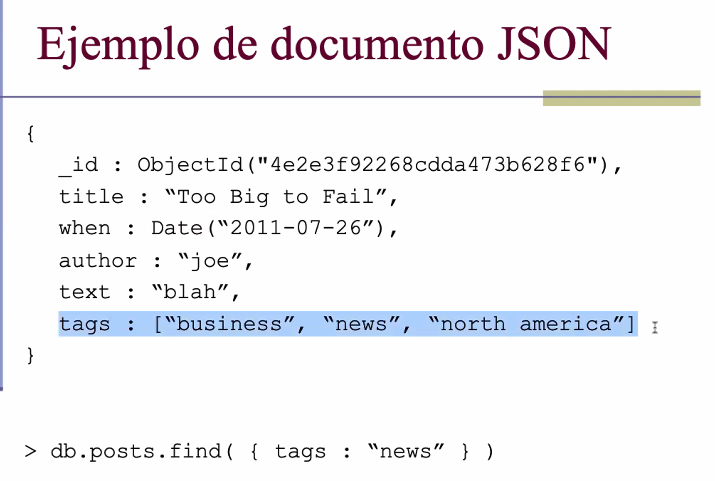 Ejemplo de documento JSON
{
_id : ObjectId("4e2e3f92268cdda473b628f6"),
title : “Too Big to Fail”,
when : Date(“2011-07-26”),
author : “joe”,
text : “blah”,
tags : [“business”, “news”, “north america”]
}
> db.posts.find( { tags : “news” } )